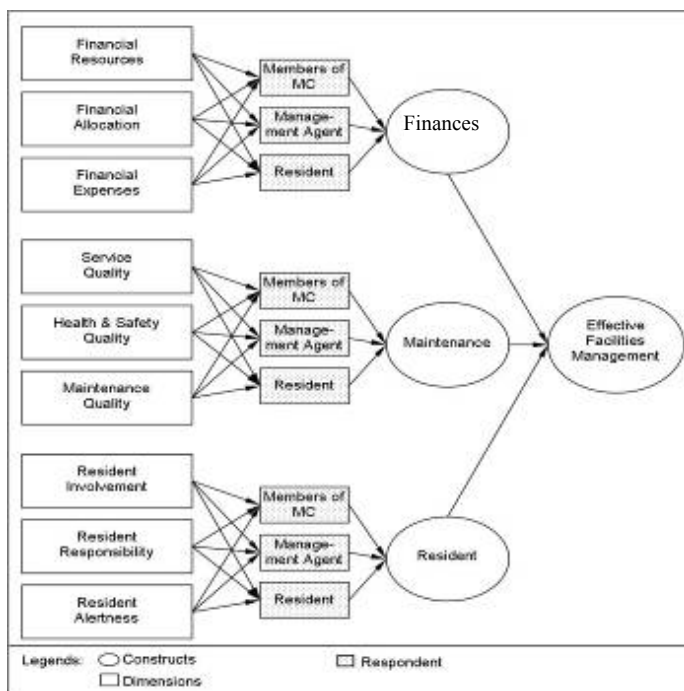 Financial
Resources
Financial
Allocation
Financial
Expenses
Members of
MC
Manage-
ment Agent
Resident
Finances
Service
Quality
Health & Safety
Quality
Maintenance
Quality
Members of
MC
Management
Agent
Resident
Maintenance
Effective
Facilities
Management
Resident
Involvement
Resident
Responsibility
Resident
Alertness
Members of
MC
Manage-
ment Agent
Resident
Resident
Legends:
Constructs
Respondent
Dimensions